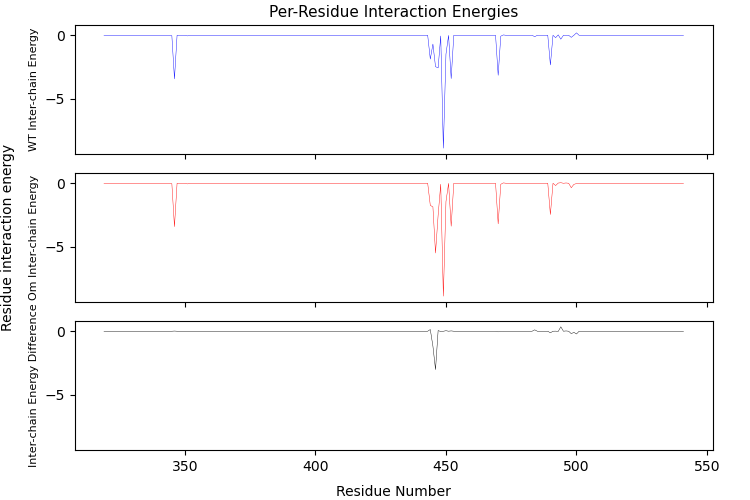 Per-Residue Interaction Energies
Residue interaction energy
WT Inter-chain Energy
0
−5
Om Inter-chain Energy
0
−5
Inter-chain Energy Difference
0
−5
350
400
450
500
550
Residue Number